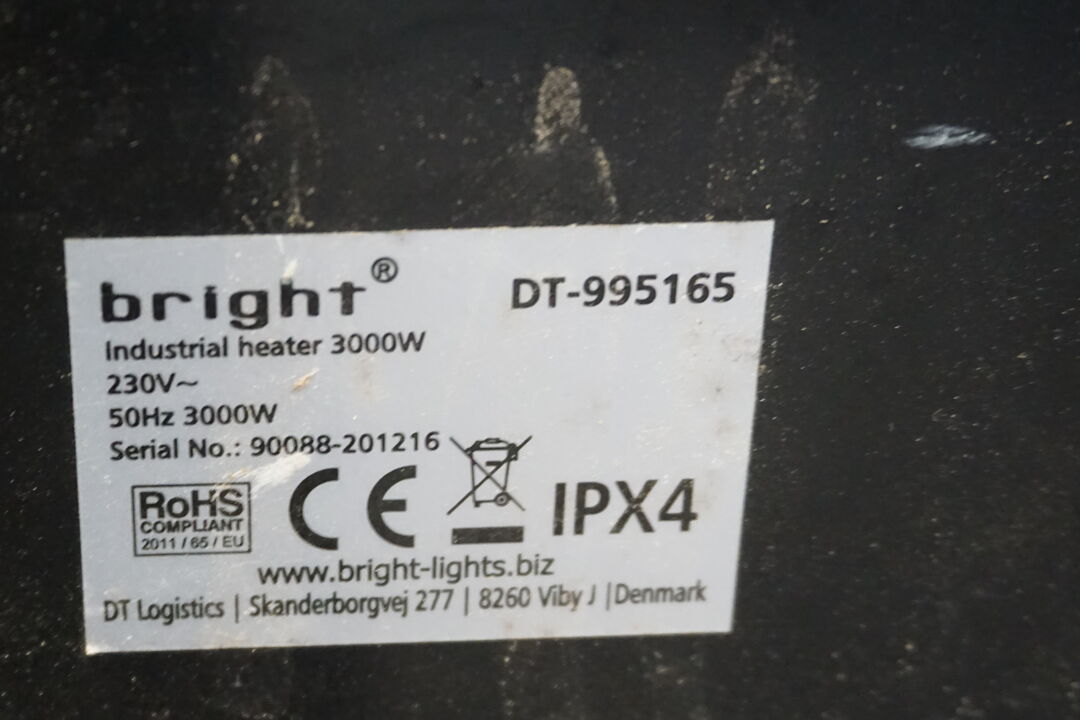 bright®
DT-995165
Industrial heater 3000W
230V~
50Hz 3000W
Serial No.: 90088-201216
RoHS
COMPLIANT
2011 / 65 / EU
CE
IPX4
www.bright-lights.biz
DT Logistics | Skanderborgvej 277 | 8260 Viby J | Denmark